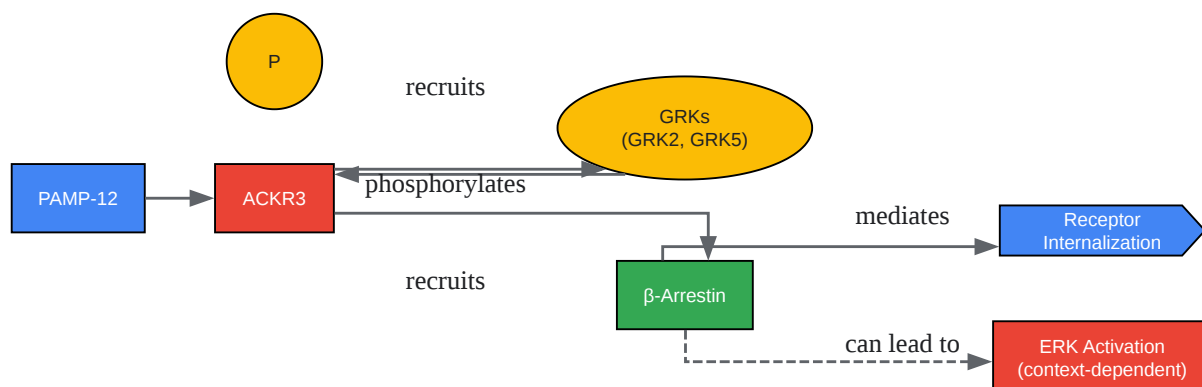 P
recruits
GRKs
(GRK2, GRK5)
PAMP-12
ACKR3
phosphorylates
mediates
Receptor
Internalization
recruits
β-Arrestin
can lead to
ERK Activation
(context-dependent)